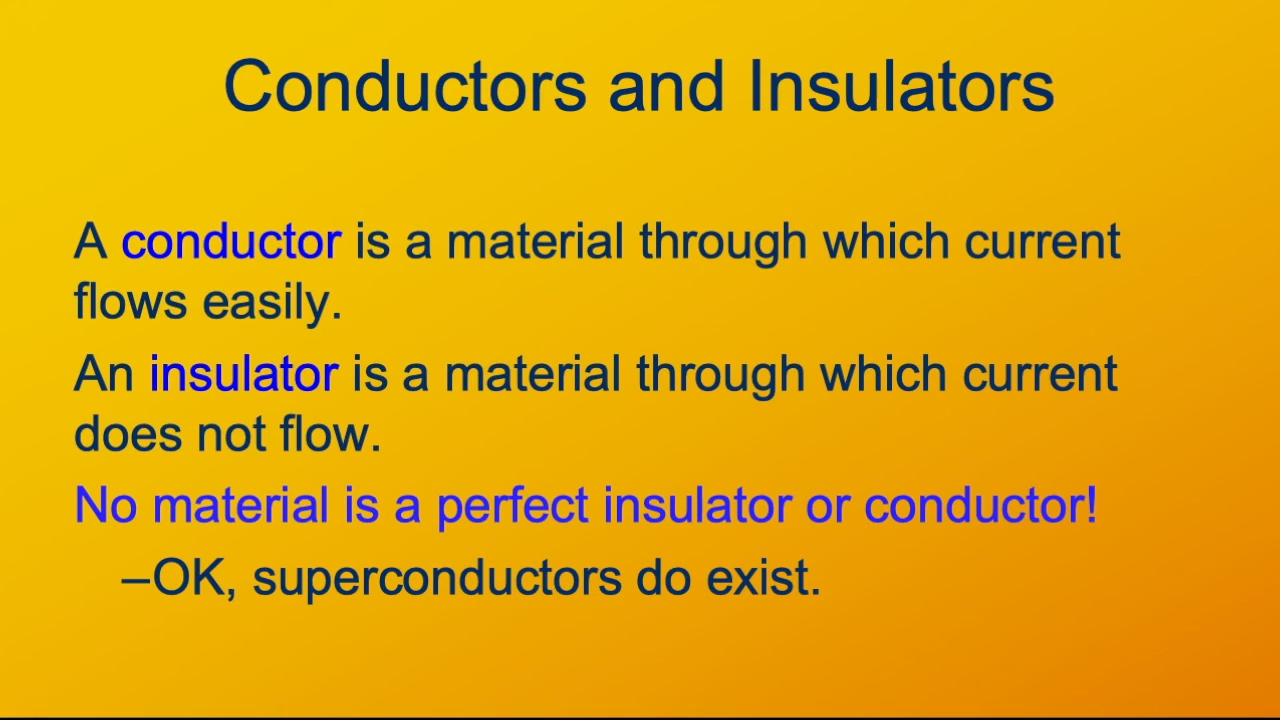 Conductors and Insulators
A conductor is a material through which current
flows easily.
An insulator is a material through which current
does not flow.
No material is a perfect insulator or conductor!
–OK, superconductors do exist.